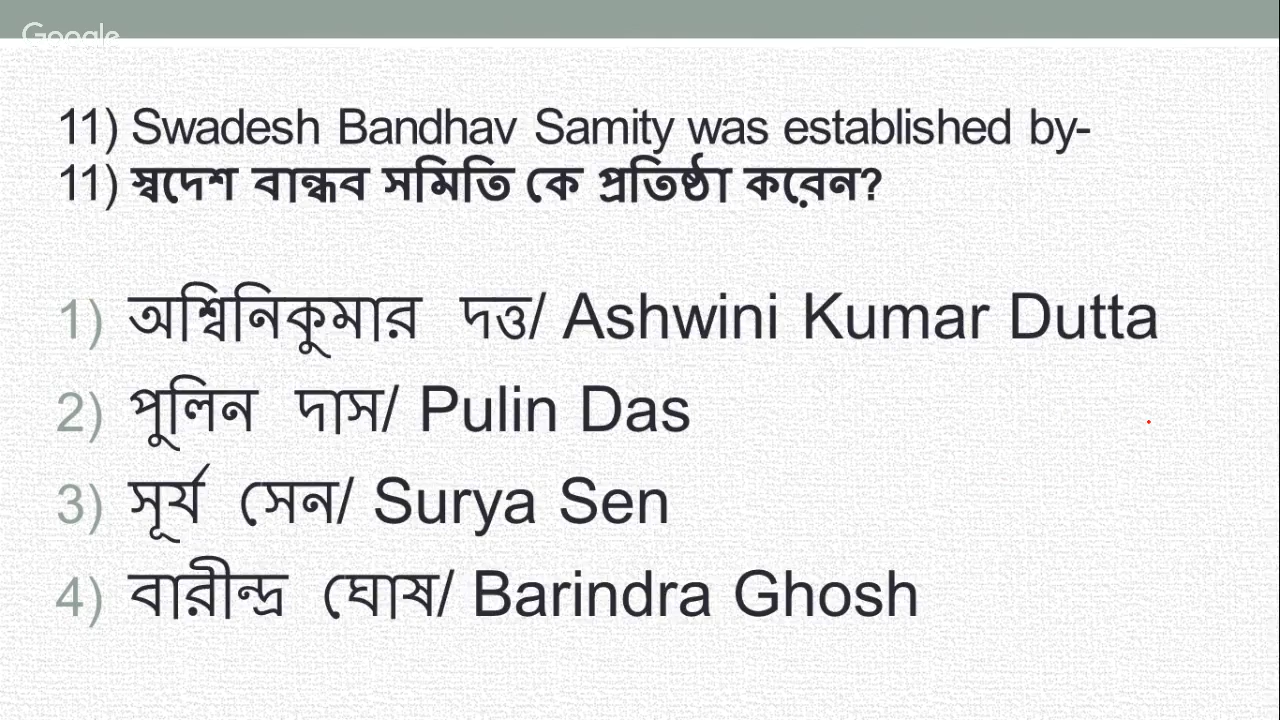 Google
11) Swadesh Bandhav Samity was established by-
11) স্বদেশ বান্ধব সমিতি কে প্রতিষ্ঠা করেন?
1) অশ্বিনিকুমার দত্ত/ Ashwini Kumar Dutta
2) পুলিন দাস/ Pulin Das
3) সূর্য সেন/ Surya Sen
4) বারীন্দ্র ঘোষ/ Barindra Ghosh